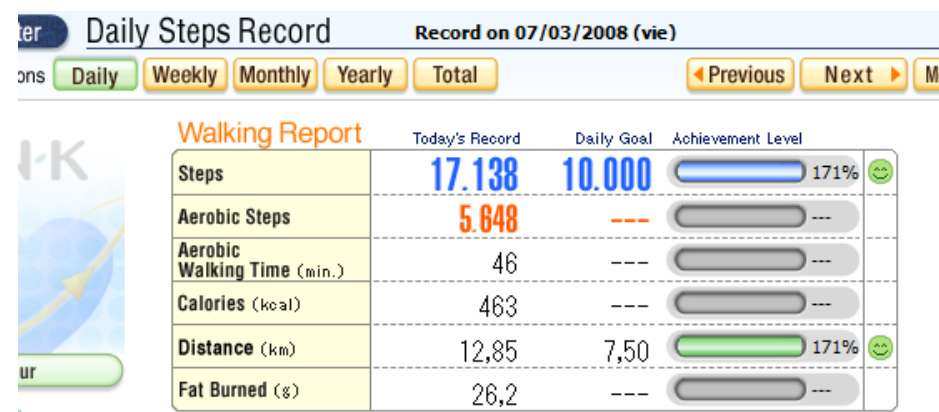 ter Daily Steps Record Record on 07/03/2008 (vie)
ons Daily Weekly Monthly Yearly Total Previous Next M
Walking Report Today's Record Daily Goal Achievement Level
Steps 17.138 10.000 171%
Aerobic Steps 5.648 --- ---
Aerobic
Walking Time (min.) 46 --- ---
Calories (kcal) 463 --- ---
Distance (km) 12,85 7,50 171%
ur
Fat Burned (g) 26,2 --- ---